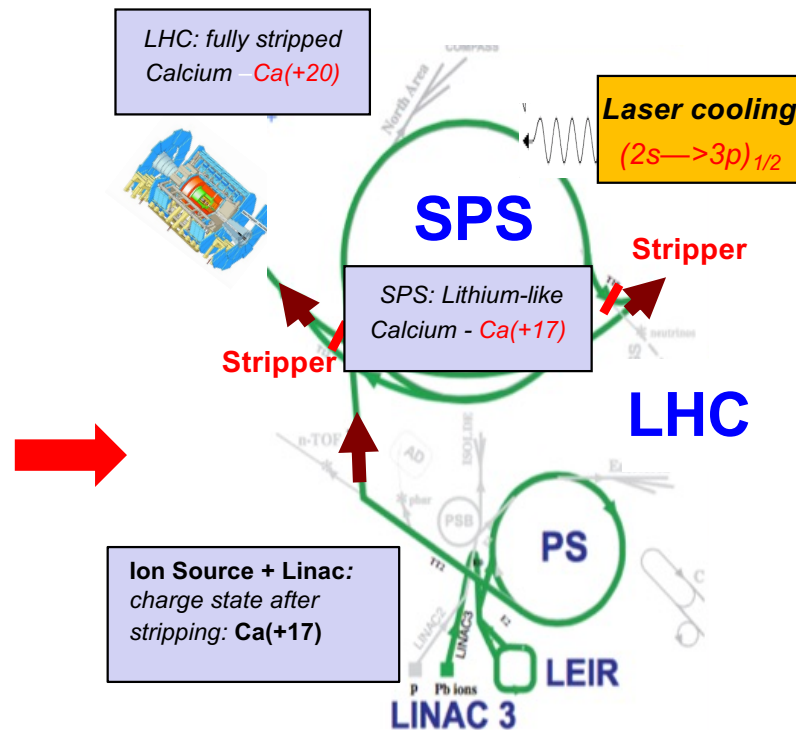 LHC: fully stripped
Calcium – Ca(+20)
COMPASS
North Area
Laser cooling
(2s—>3p)1/2
SPS
Stripper
SPS: Lithium-like
Calcium - Ca(+17)
neutrinos
Stripper
LHC
n-TOF
AD
ISOLDE
PSB
PS
Ion Source + Linac:
charge state after
stripping: Ca(+17)
TT2
E2
LINAC2
LINAC3
LEIR
p Pb ions
LINAC 3